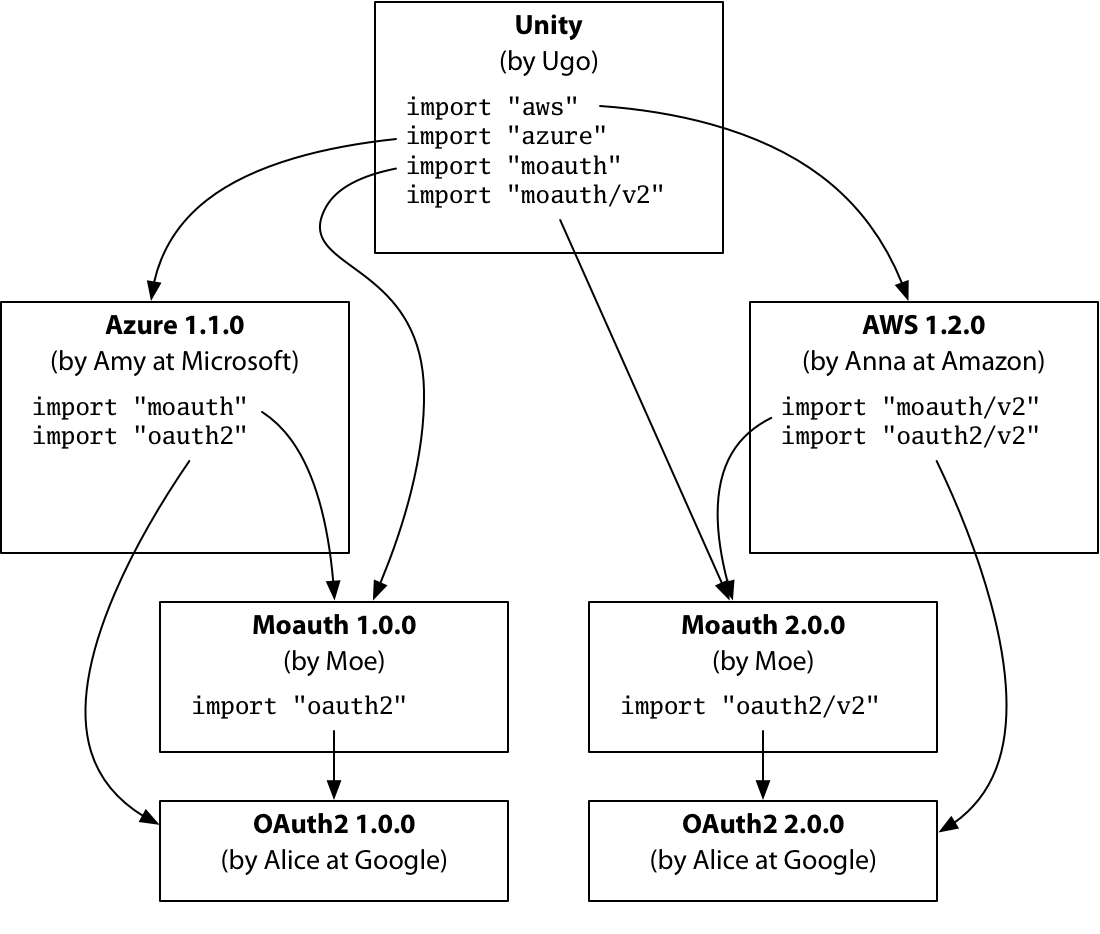 Unity
(by Ugo)
import "aws"
import "azure"
import "moauth"
import "moauth/v2"
Azure 1.1.0
(by Amy at Microsoft)
import "moauth"
import "oauth2"
AWS 1.2.0
(by Anna at Amazon)
import "moauth/v2"
import "oauth2/v2"
Moauth 1.0.0
(by Moe)
import "oauth2"
Moauth 2.0.0
(by Moe)
import "oauth2/v2"
OAuth2 1.0.0
(by Alice at Google)
OAuth2 2.0.0
(by Alice at Google)